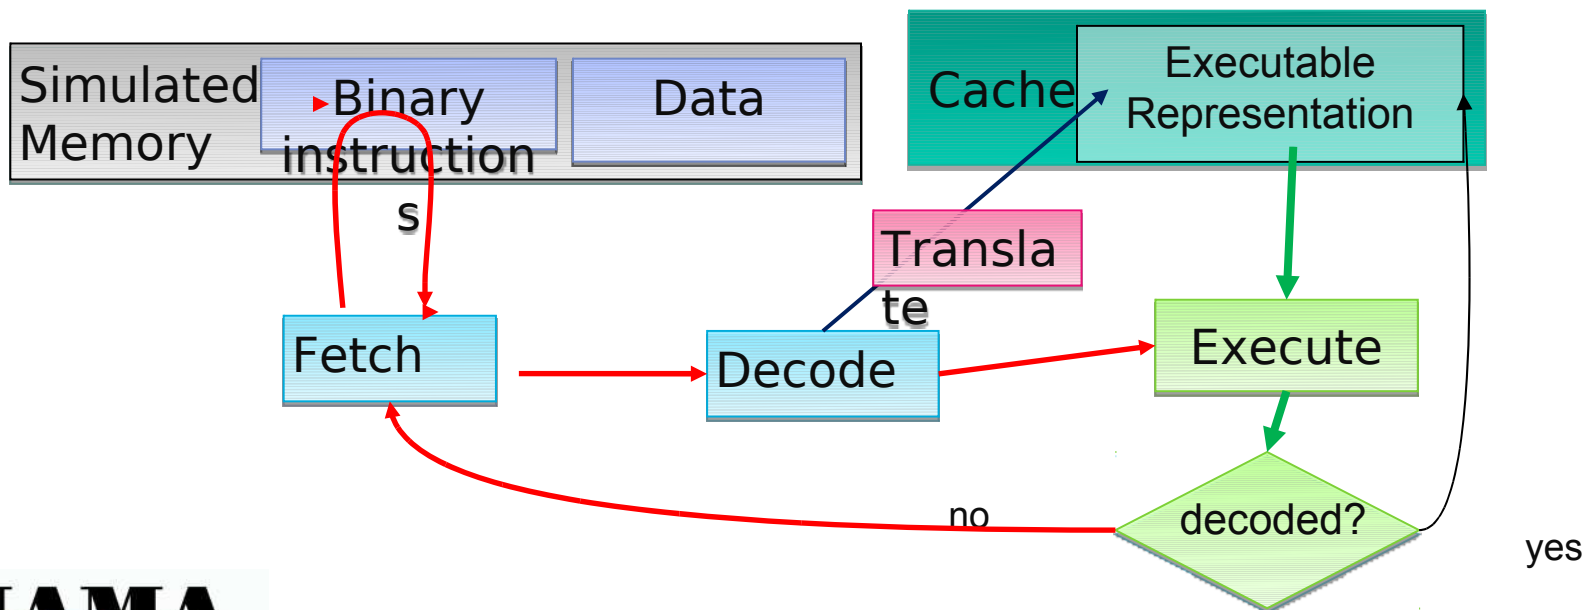 Simulated
Memory
Binary
instruction
s
Data
Cache
Executable
Representation
Transla
te
Fetch
Decode
Execute
decoded?
no
yes